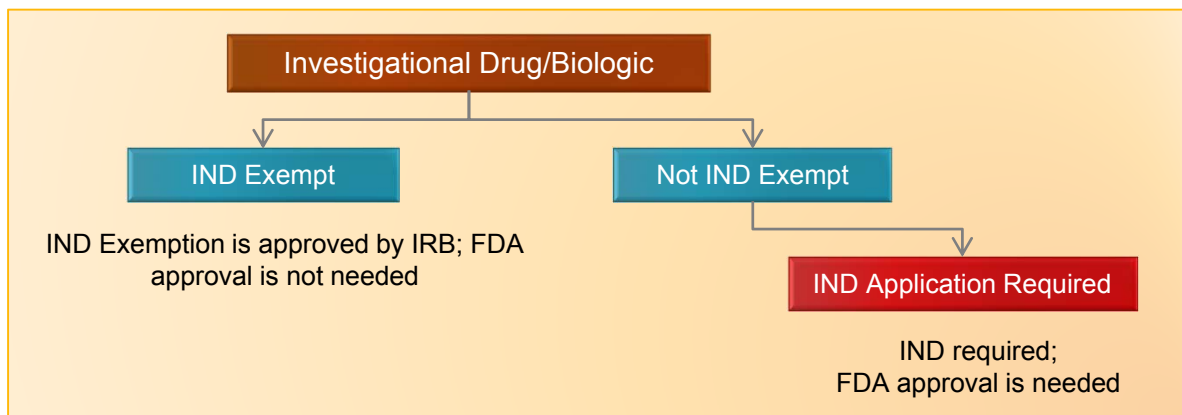 Investigational Drug/Biologic
IND Exempt
Not IND Exempt
IND Exemption is approved by IRB; FDA
approval is not needed
IND Application Required
IND required;
FDA approval is needed